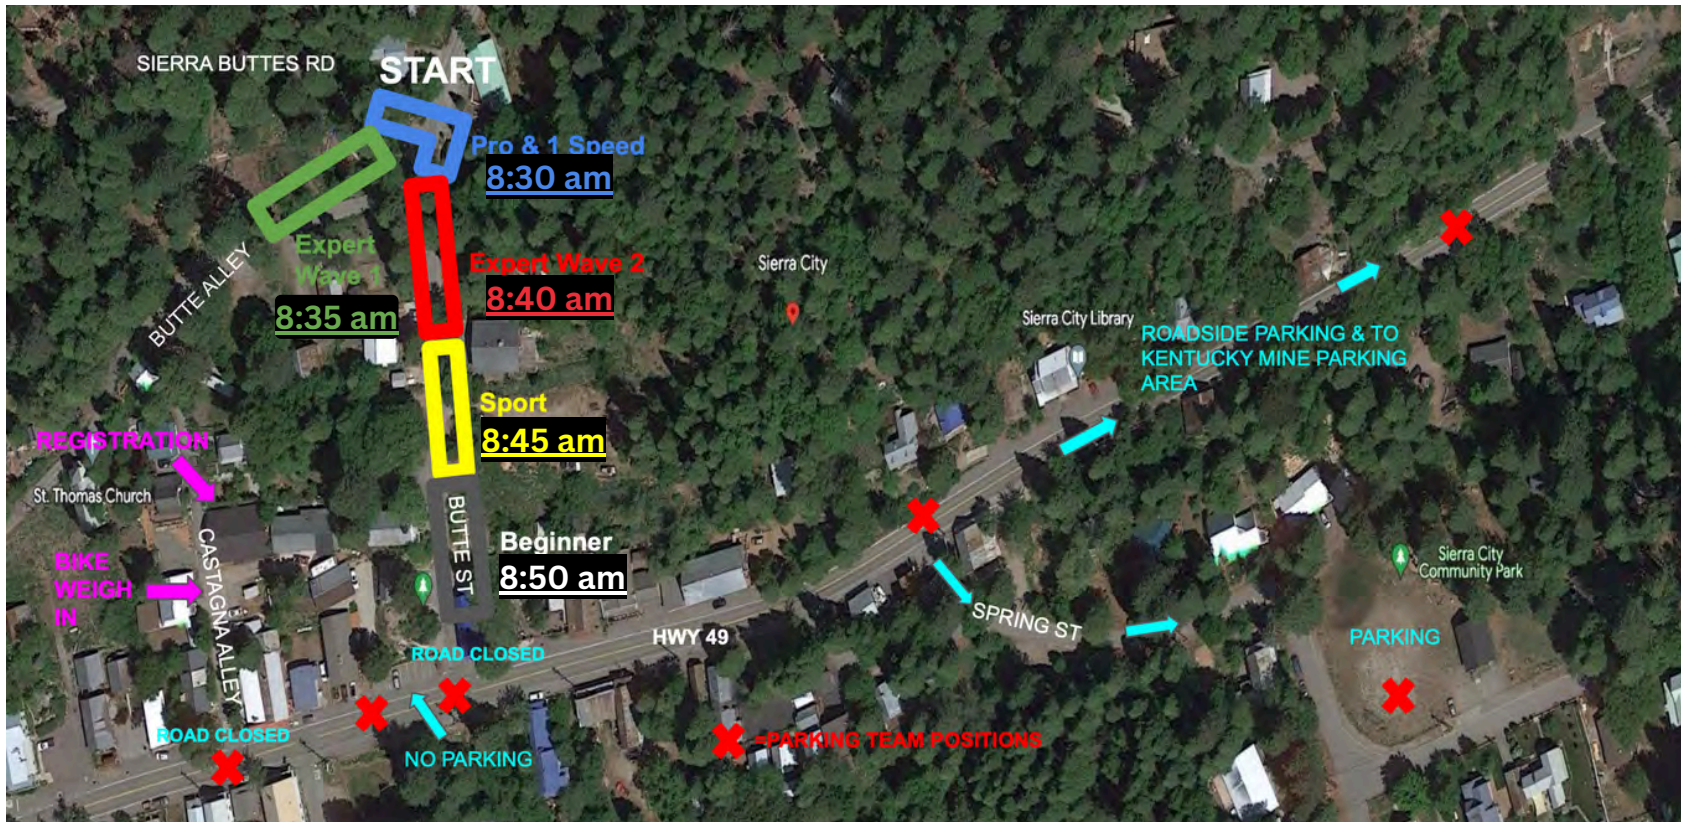 SIERRA BUTTES RD
START
Pro & 1 Speed
8:30 am
Expert
Wave 1
8:35 am
BUTTE ALLEY
Expert Wave 2
8:40 am
Sierra City
Sierra City Library
ROADSIDE PARKING & TO
KENTUCKY MINE PARKING
AREA
Sport
8:45 am
REGISTRATION
St. Thomas Church
CASTAGNA ALLEY
BUTTE ST
Beginner
8:50 am
BIKE
WEIGH
IN
Sierra City
Community Park
SPRING ST
HWY 49
PARKING
ROAD CLOSED
ROAD CLOSED
NO PARKING
=PARKING TEAM POSITIONS